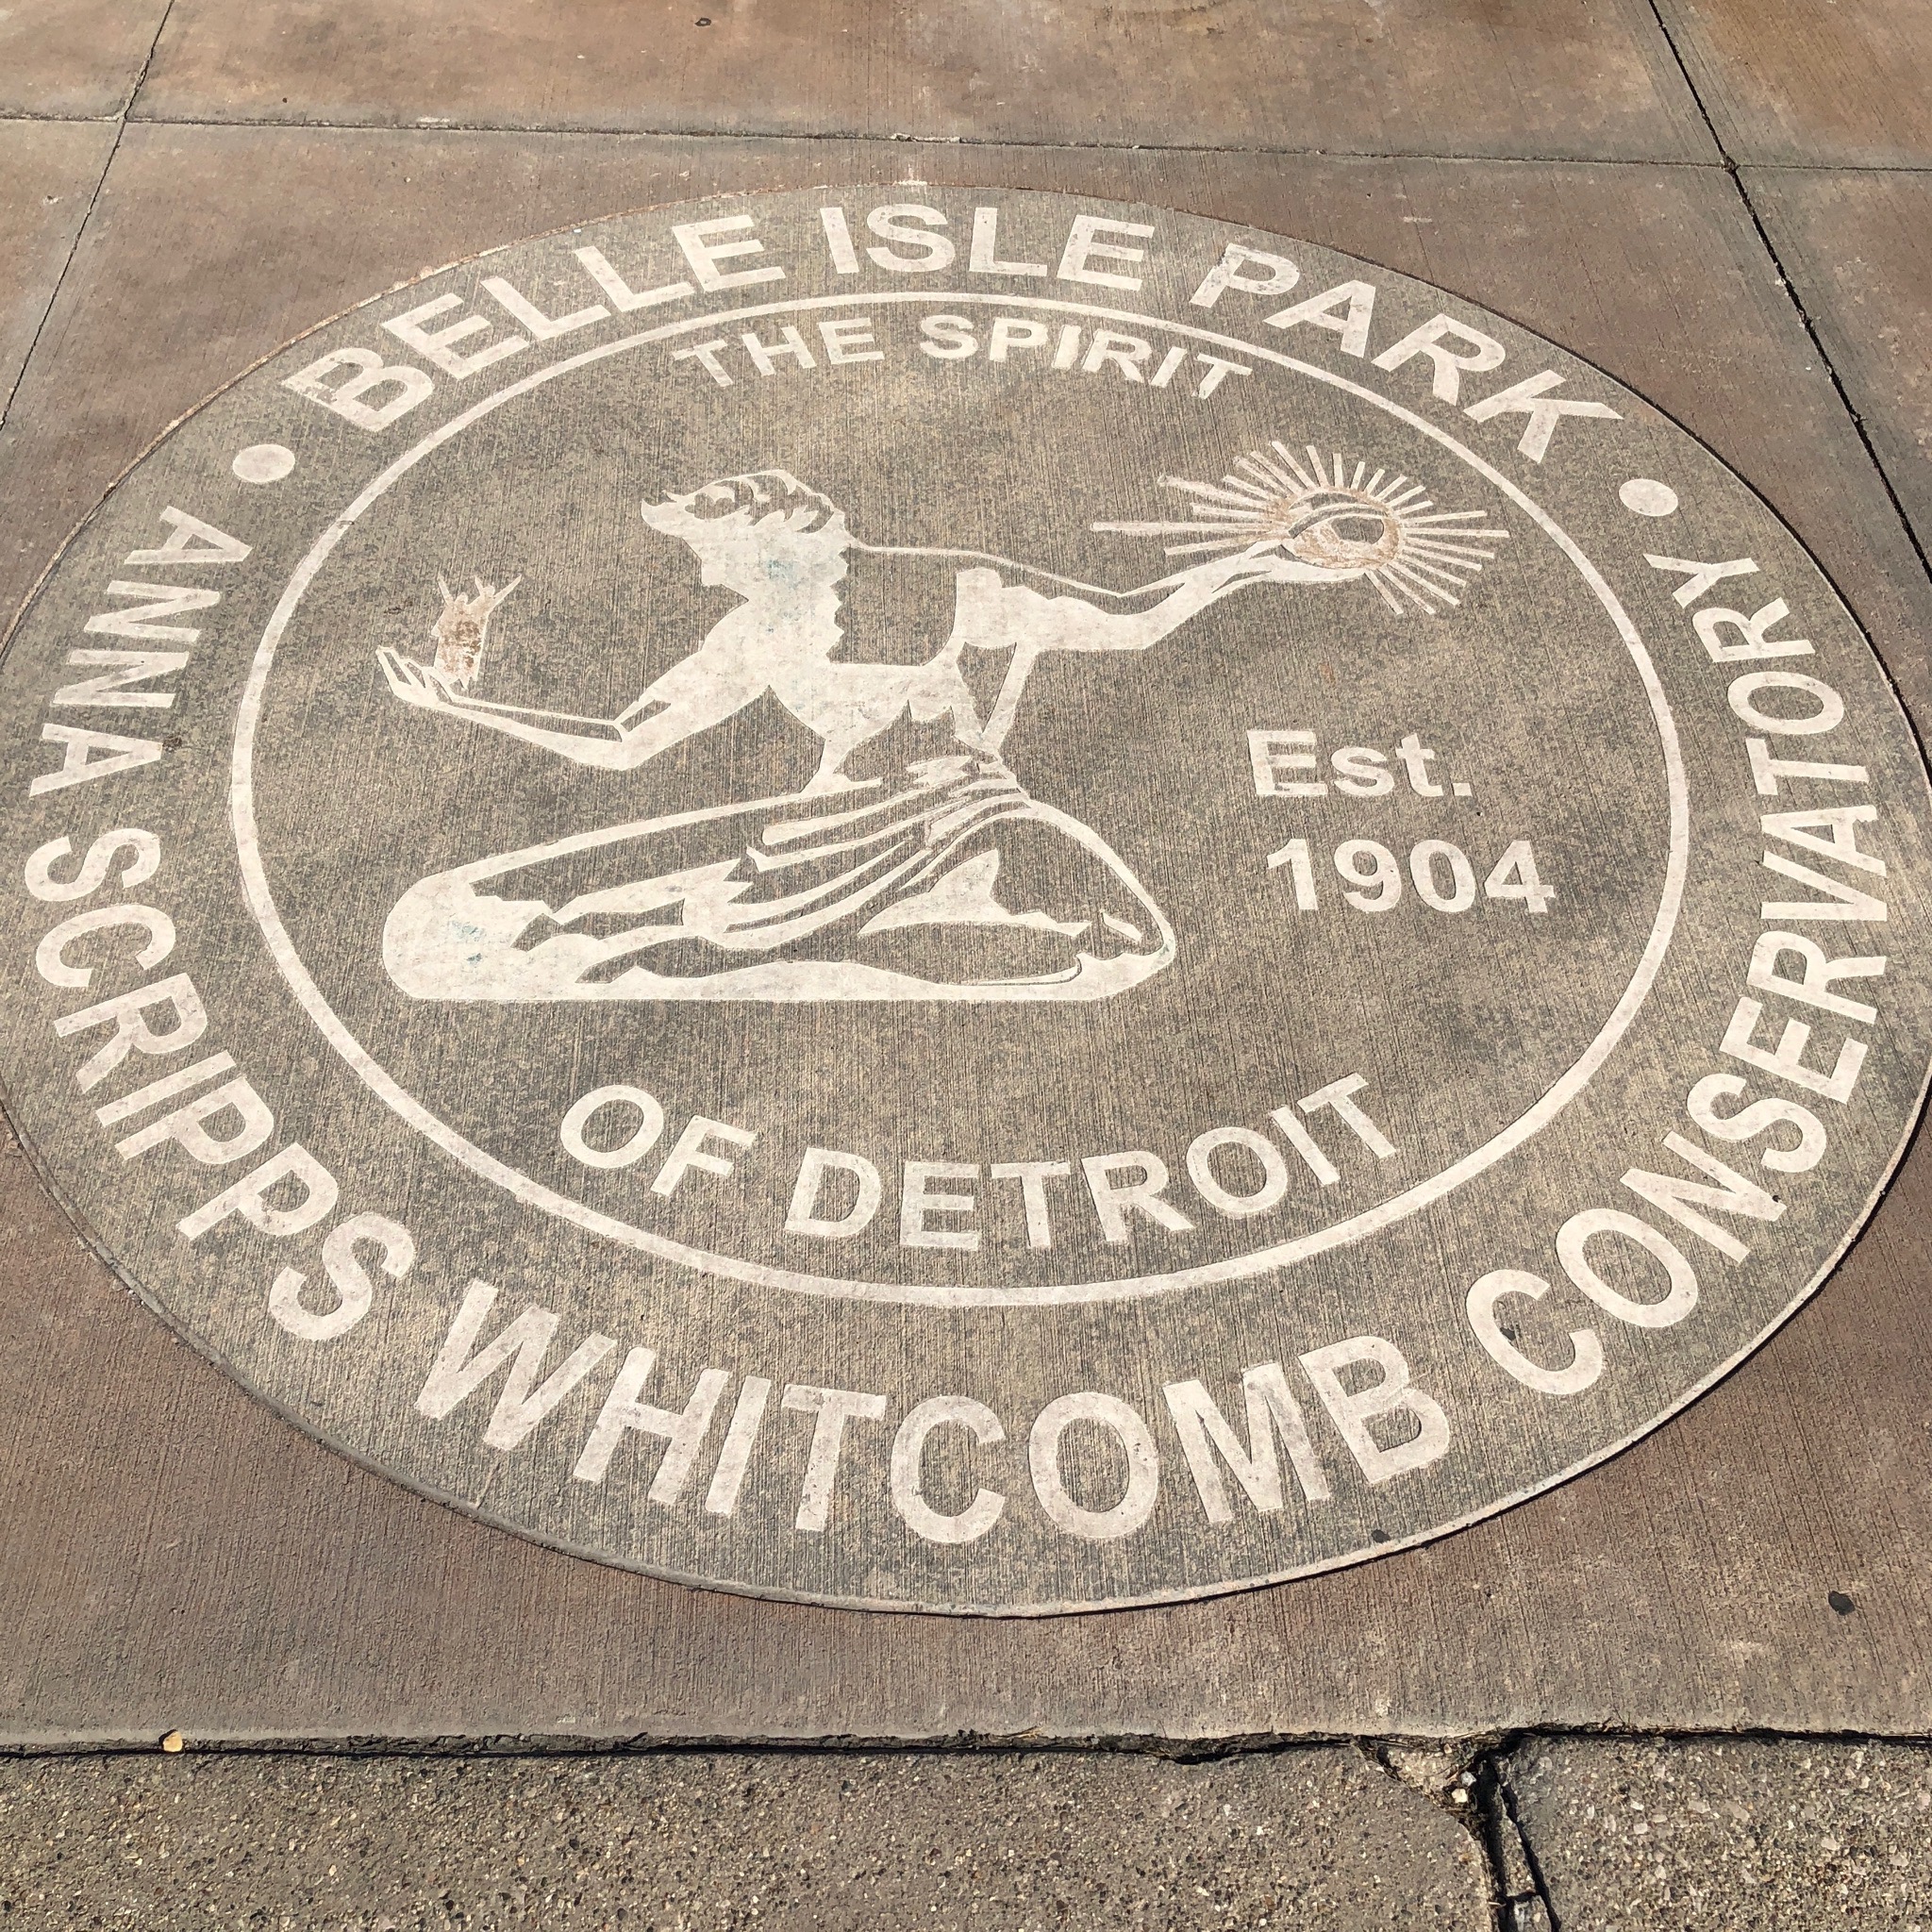 BELLE ISLE PARK
THE SPIRIT
Est.
1904
OF DETROIT
ANNA SCRIPPS WHITCOMB CONSERVATORY